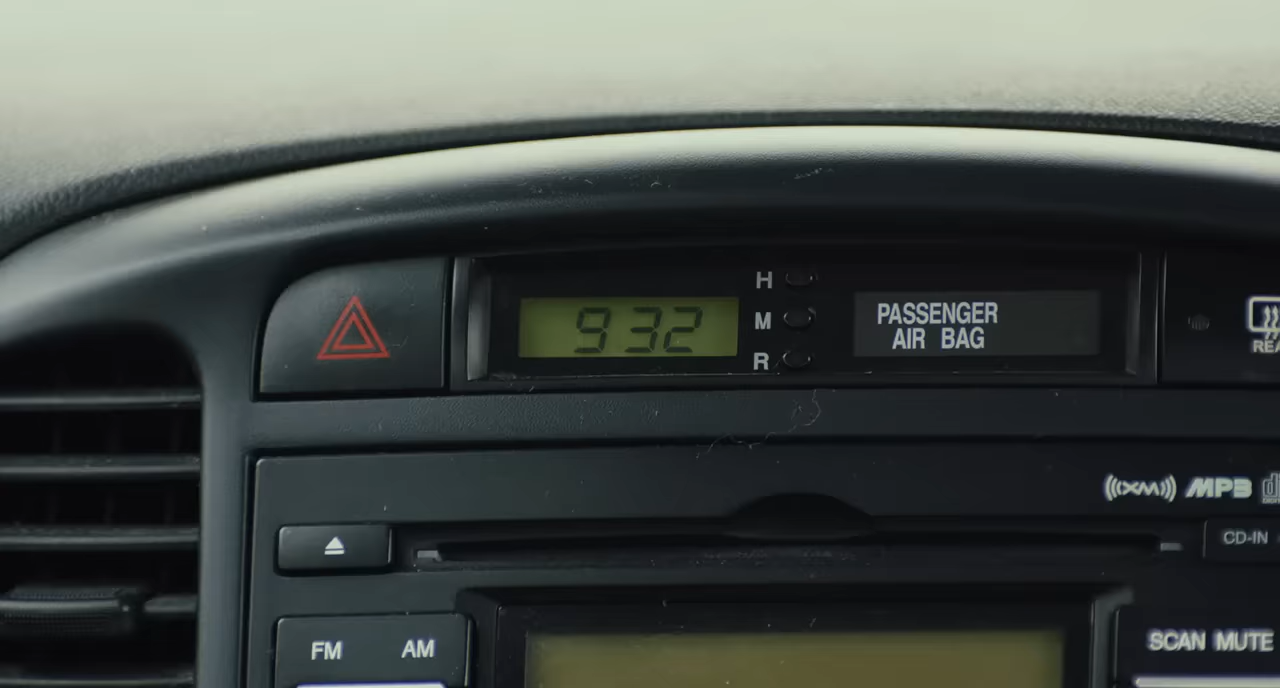 H
932
M
R
PASSENGER
AIR BAG
XM
MP3
CD-IN
FM
AM
SCAN
MUTE